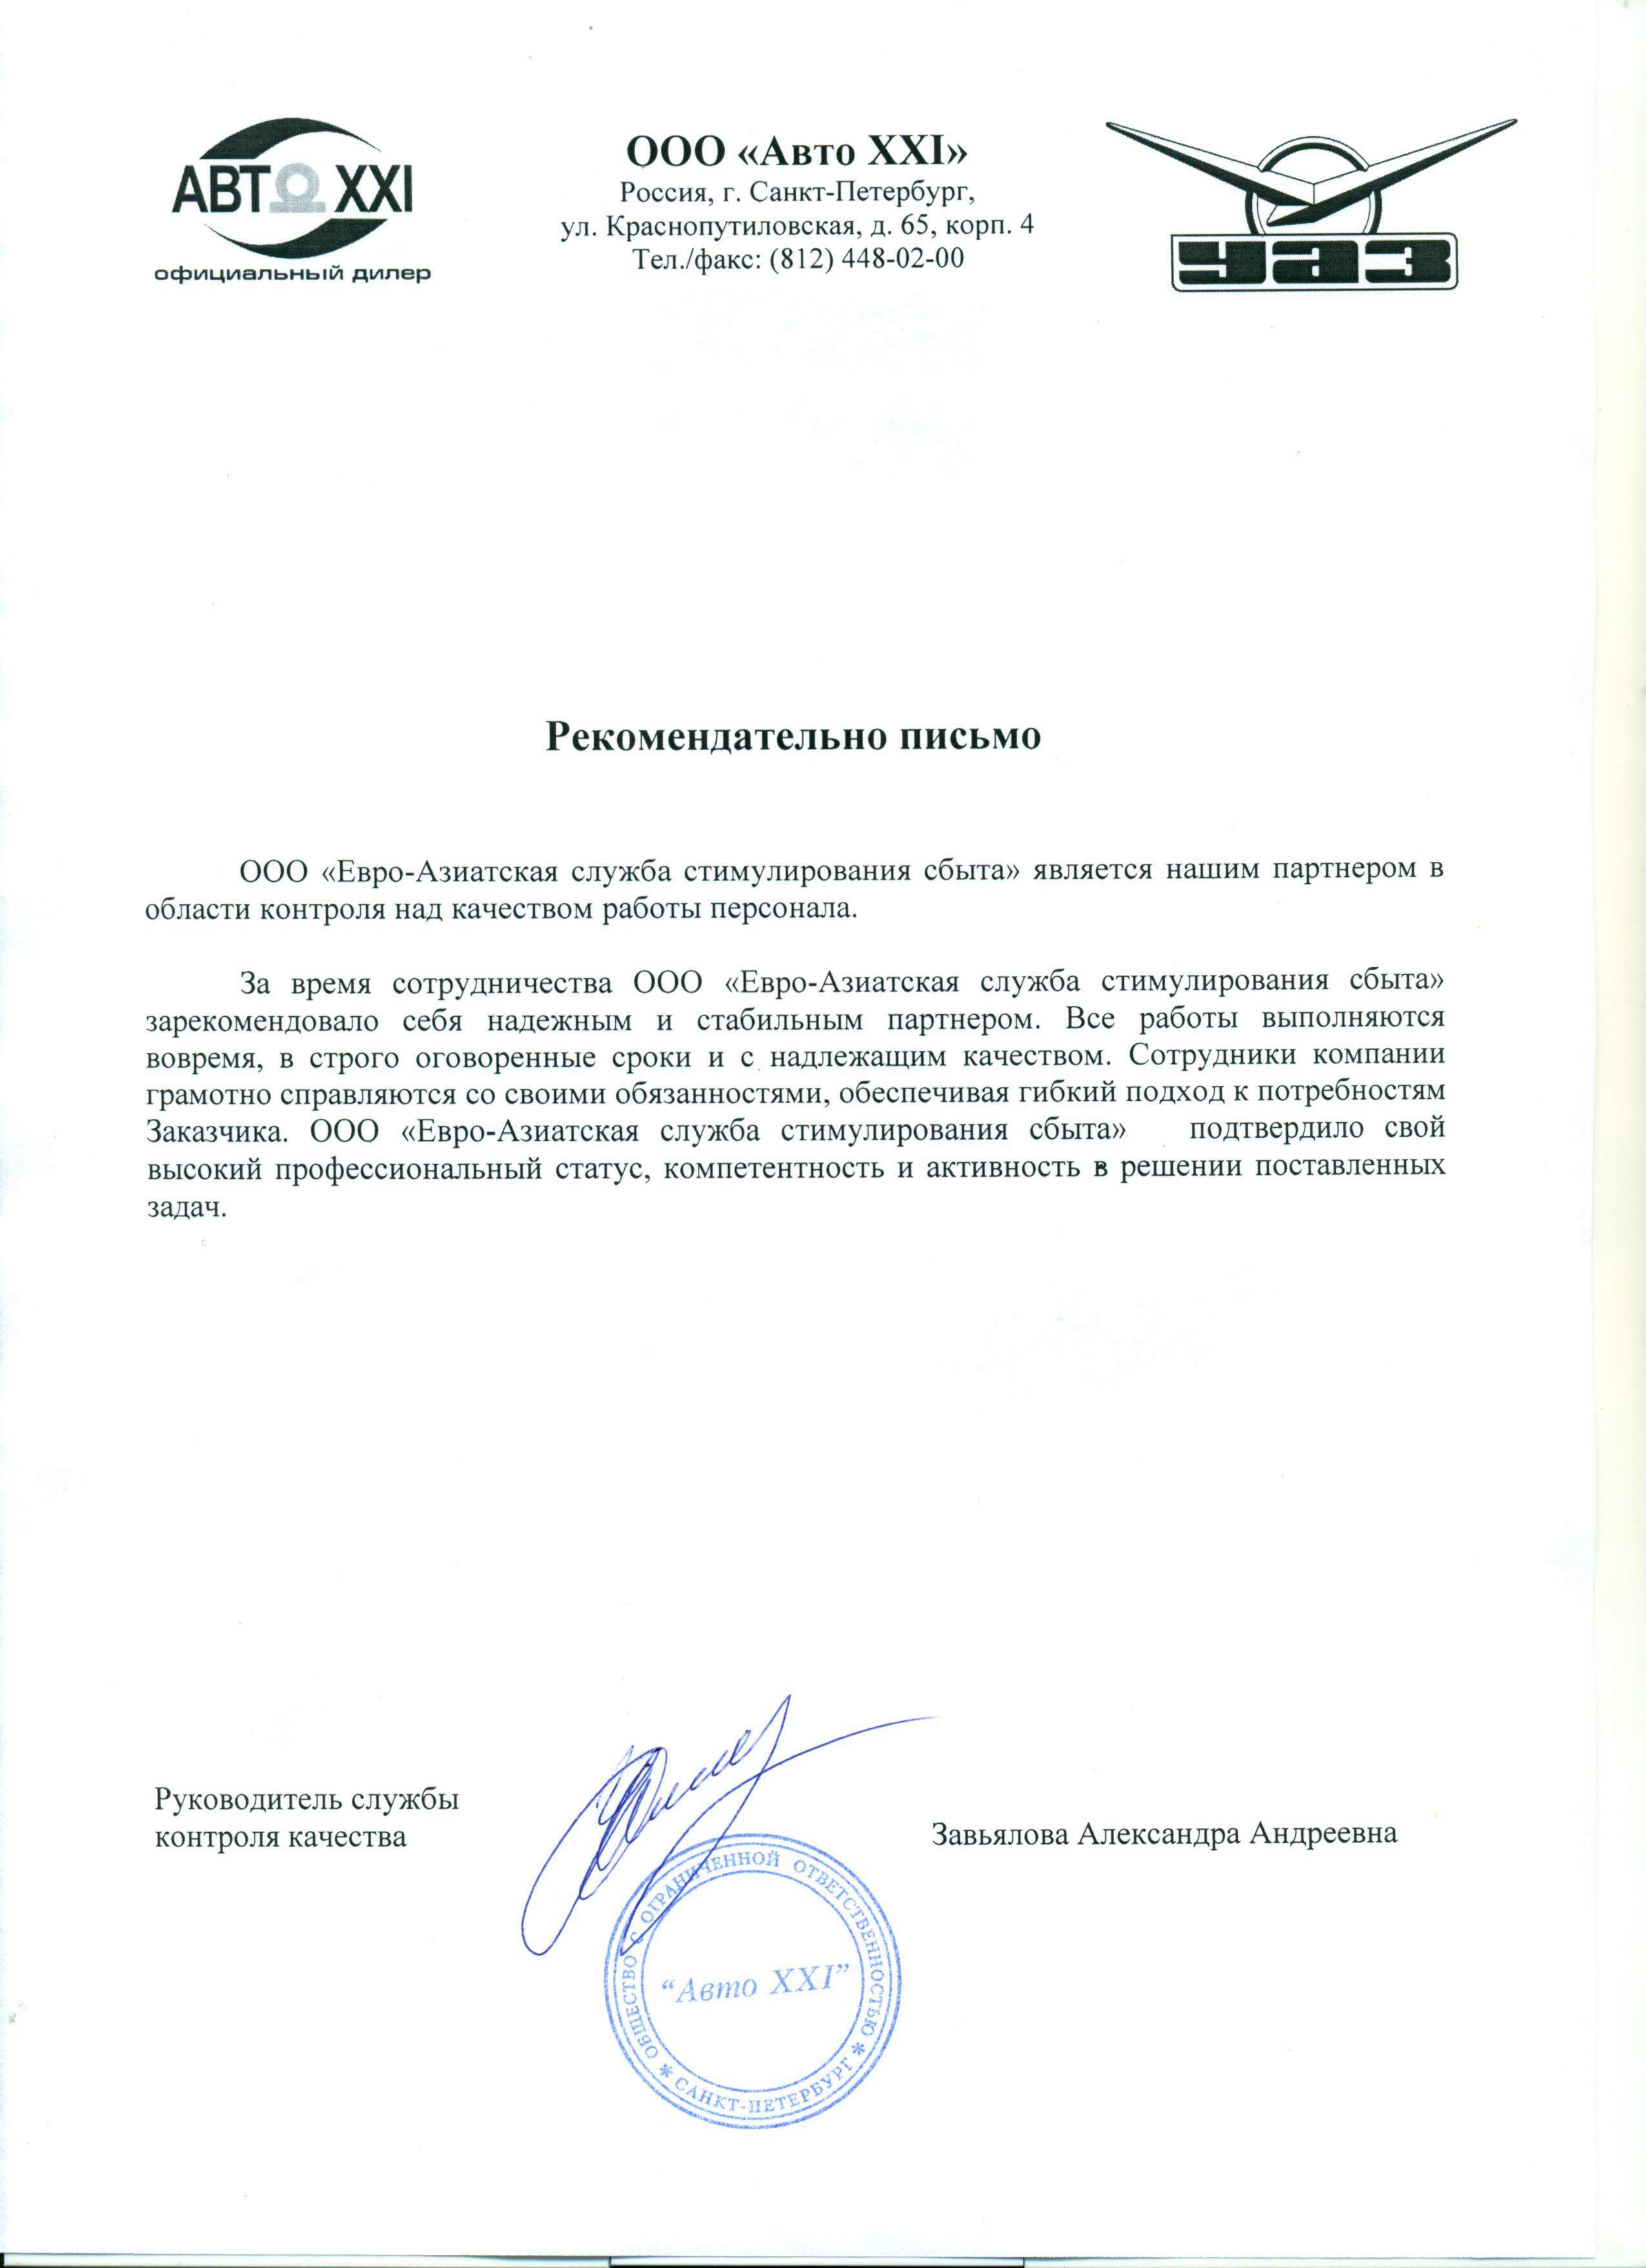 АВТО XXI
официальный дилер
ООО «Авто XXI»
Россия, г. Санкт-Петербург,
ул. Краснопутиловская, д. 65, корп. 4
Тел./факс: (812) 448-02-00
УАЗ
Рекомендательно письмо
ООО «Евро-Азиатская служба стимулирования сбыта» является нашим партнером в
области контроля над качеством работы персонала.
За время сотрудничества ООО «Евро-Азиатская служба стимулирования сбыта»
зарекомендовало себя надежным и стабильным партнером. Все работы выполняются
вовремя, в строго оговоренные сроки и с надлежащим качеством. Сотрудники компании
грамотно справляются со своими обязанностями, обеспечивая гибкий подход к потребностям
Заказчика. ООО «Евро-Азиатская служба стимулирования сбыта» подтвердило свой
высокий профессиональный статус, компетентность и активность в решении поставленных
задач.
Руководитель службы
контроля качества
Завьялова Александра Андреевна
ОБЩЕСТВО С ОГРАНИЧЕННОЙ ОТВЕТСТВЕННОСТЬЮ
"Авто XXI"
* САНКТ-ПЕТЕРБУРГ *